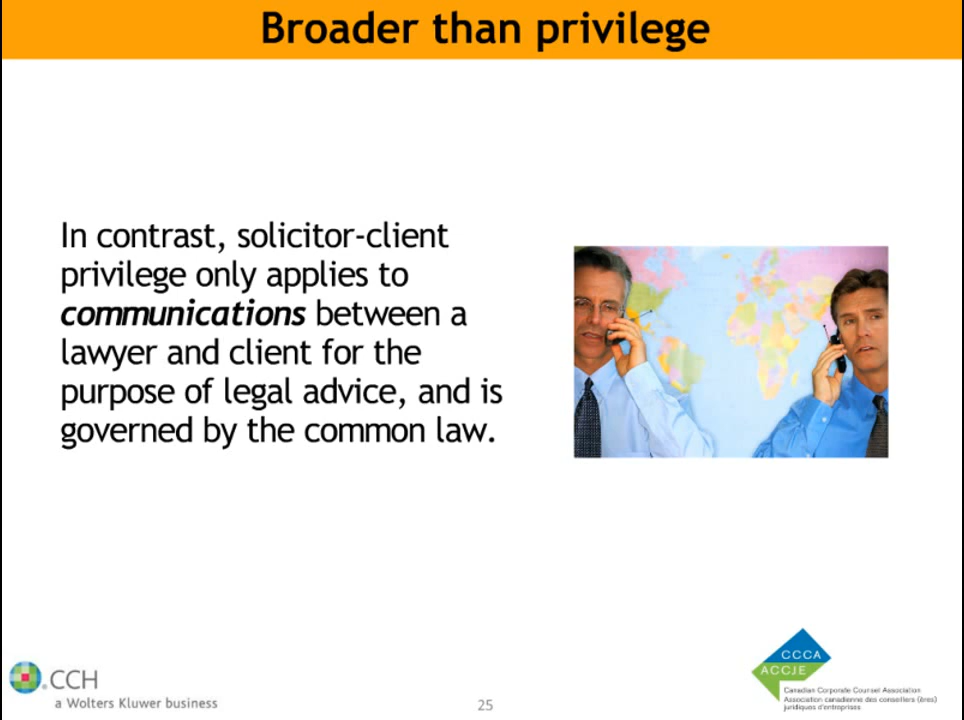 Broader than privilege
In contrast, solicitor-client
privilege only applies to
communications between a
lawyer and client for the
purpose of legal advice, and is
governed by the common law.
CCH
a Wolters Kluwer business
25
CCCA
ACCJE
Canadian Corporate Counsel Association
Association canadienne des conseillers (ères)
juridiques d'entreprises